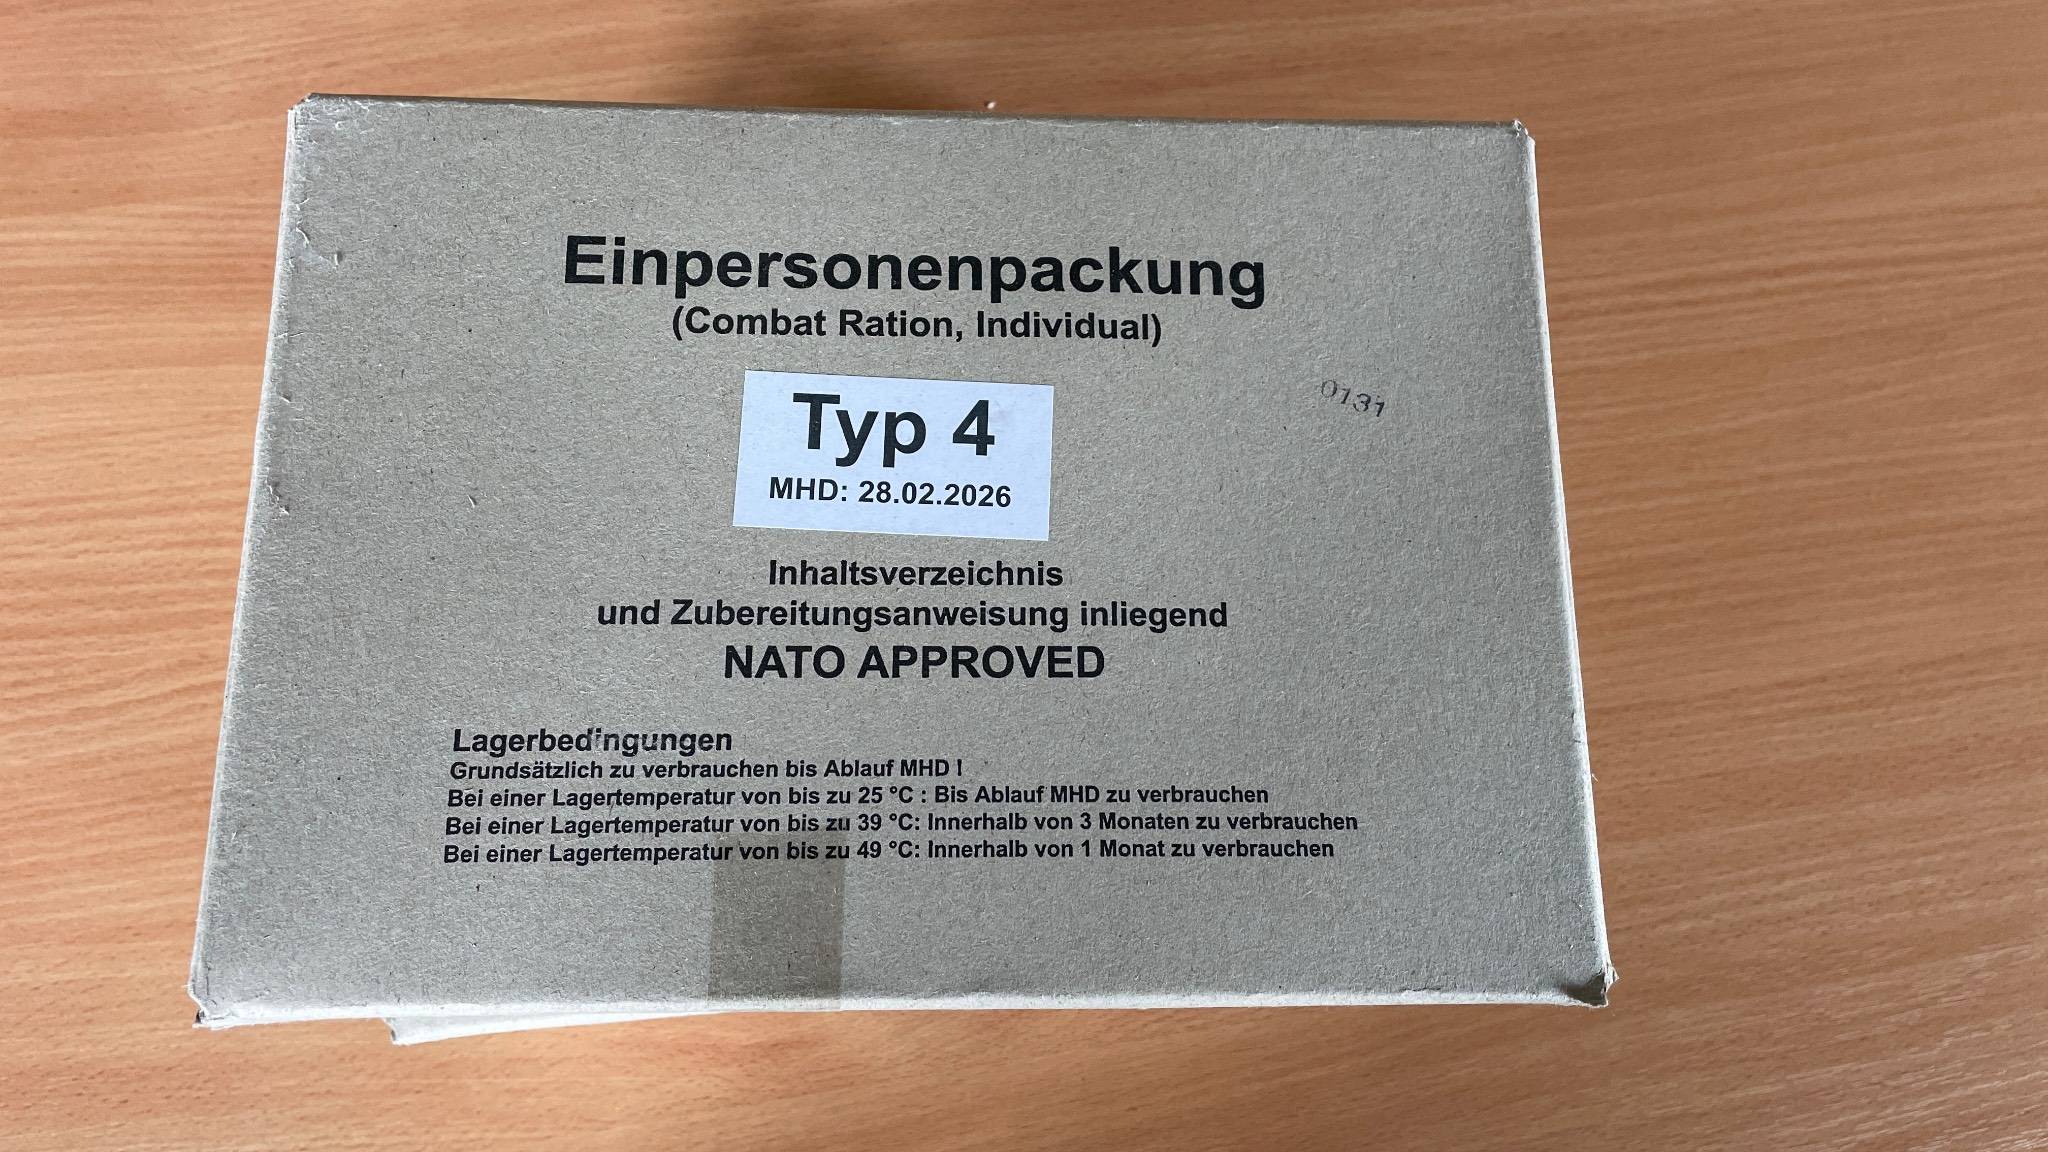 Einpersonenpackung
(Combat Ration, Individual)
Typ 4
MHD: 28.02.2026
0131
Inhaltsverzeichnis
und Zubereitungsanweisung inliegend
NATO APPROVED
Lagerbedingungen
Grundsätzlich zu verbrauchen bis Ablauf MHD !
Bei einer Lagertemperatur von bis zu 25 °C : Bis Ablauf MHD zu verbrauchen
Bei einer Lagertemperatur von bis zu 39 °C: Innerhalb von 3 Monaten zu verbrauchen
Bei einer Lagertemperatur von bis zu 49 °C: Innerhalb von 1 Monat zu verbrauchen